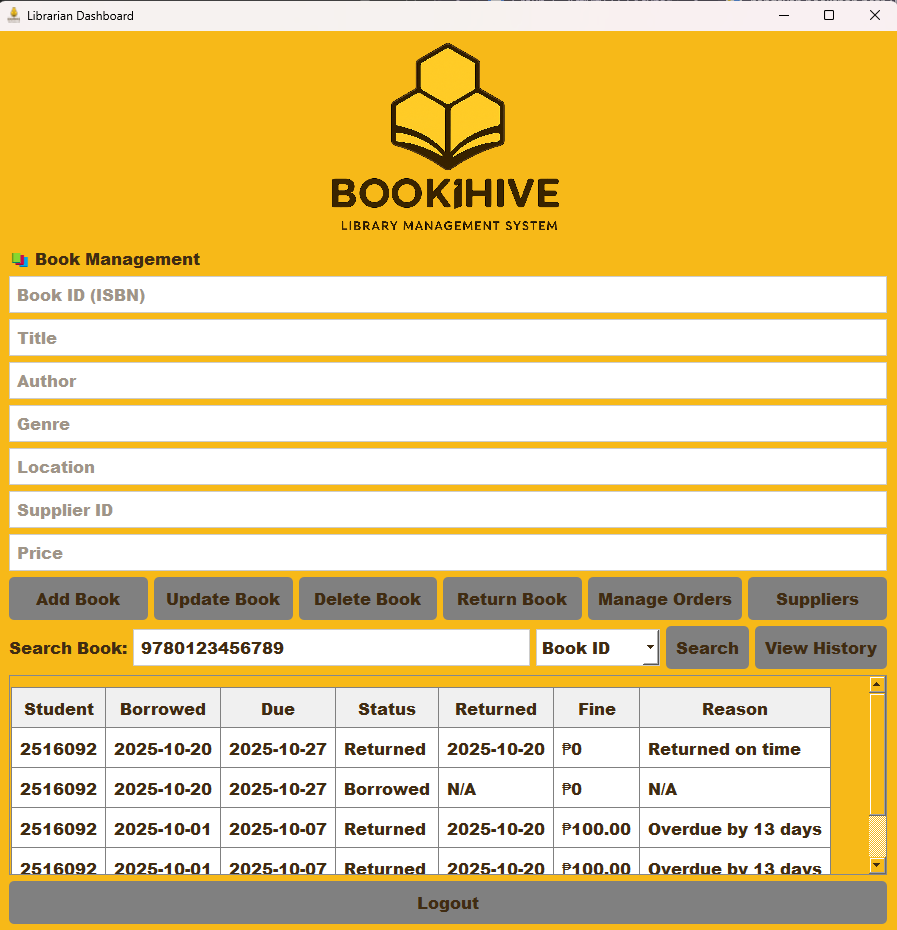 Librarian Dashboard
BOOKHIVE
LIBRARY MANAGEMENT SYSTEM
Book Management
Book ID (ISBN)
Title
Author
Genre
Location
Supplier ID
Price
Add Book Update Book Delete Book Return Book Manage Orders Suppliers
Search Book: 9780123456789 Book ID Search View History
Student Borrowed Due Status Returned Fine Reason
2516092 2025-10-20 2025-10-27 Returned 2025-10-20 ₱0 Returned on time
2516092 2025-10-20 2025-10-27 Borrowed N/A ₱0 N/A
2516092 2025-10-01 2025-10-07 Returned 2025-10-20 ₱100.00 Overdue by 13 days
2516092 2025-10-01 2025-10-07 Returned 2025-10-20 ₱100.00 Overdue by 13 days
Logout